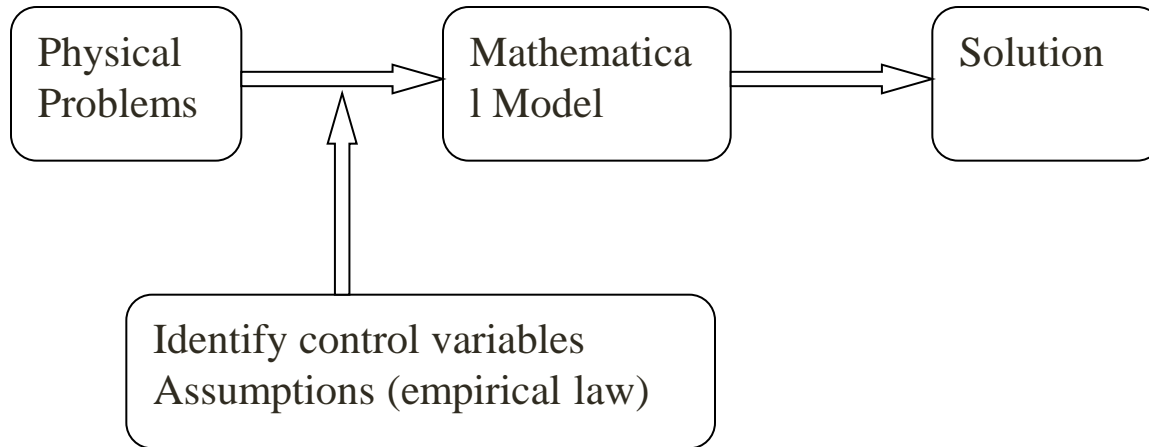 Physical
Problems
Mathematica
l Model
Solution
Identify control variables
Assumptions (empirical law)